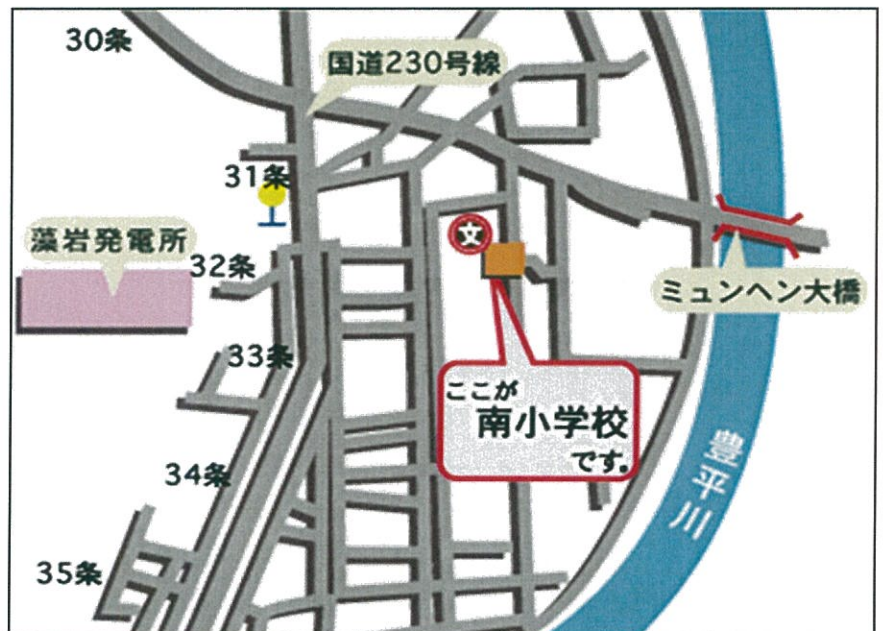 30条
国道230号線
31条
文
藻岩発電所
32条
ミュンヘン大橋
33条
ここが
南小学校
です。
豊平川
34条
35条